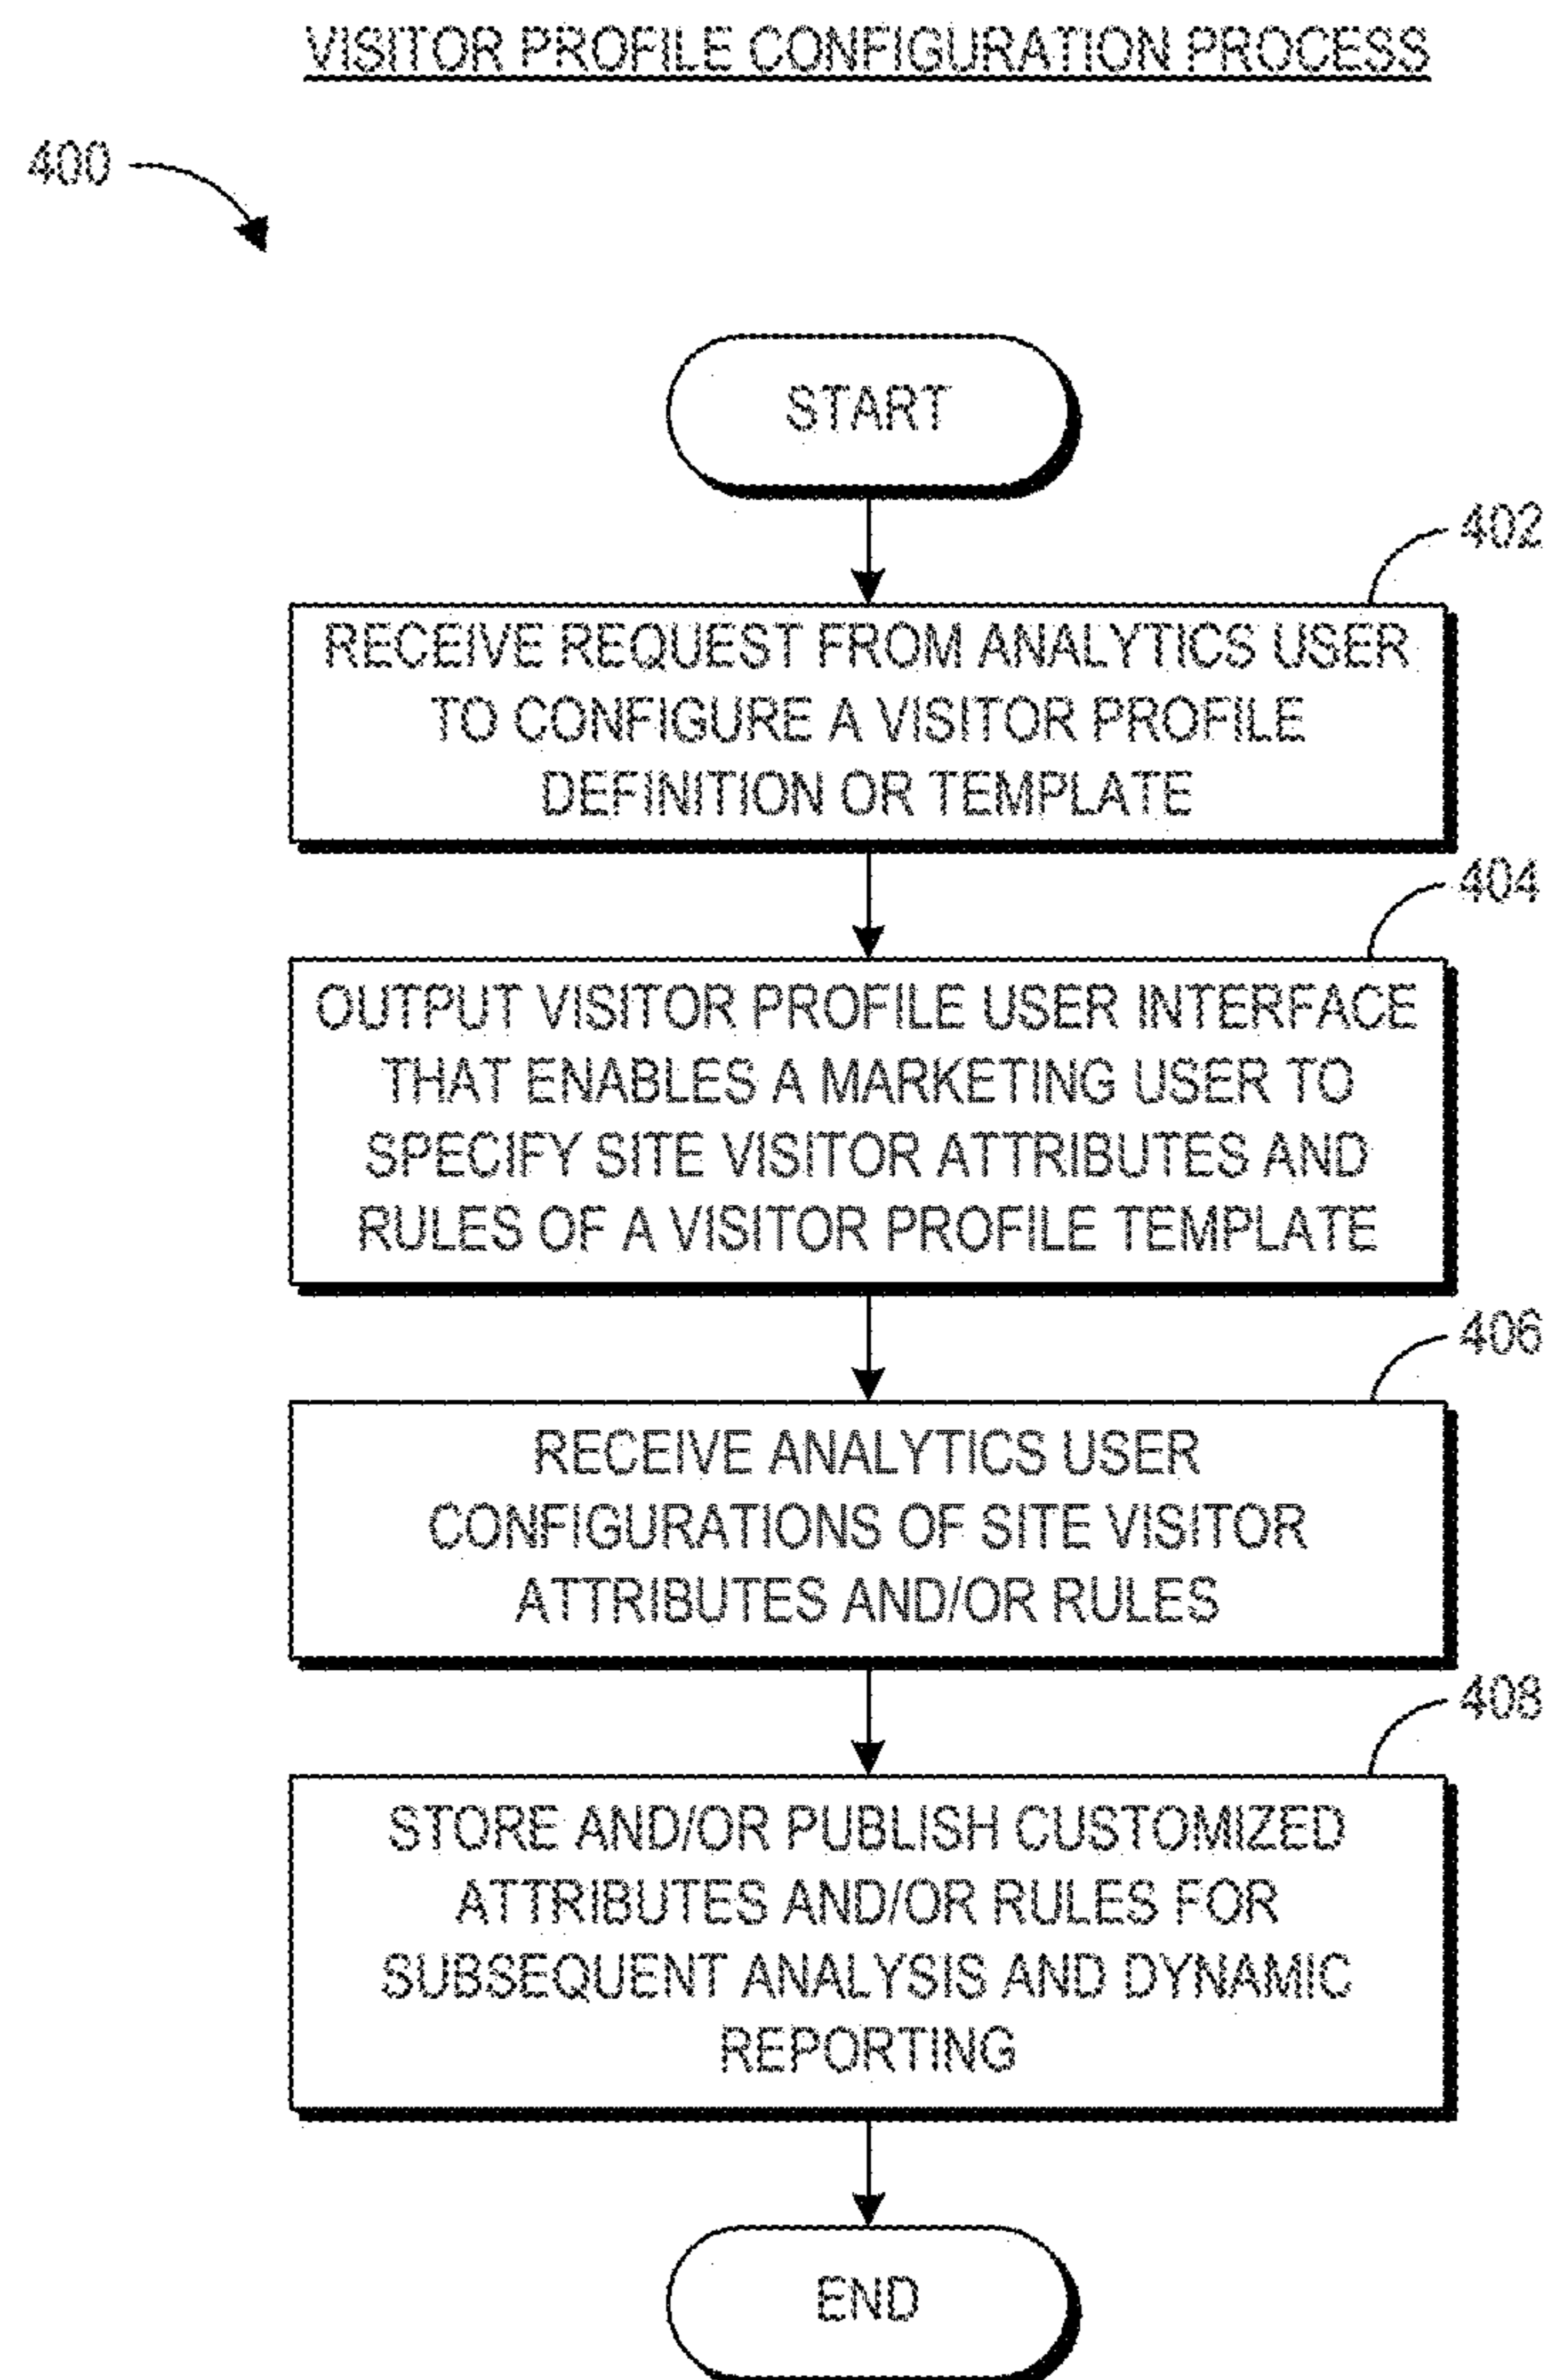 VISITOR PROFILE CONFIGURATION PROCESS
400
START
402
RECEIVE REQUEST FROM ANALYTICS USER
TO CONFIGURE A VISITOR PROFILE
DEFINITION OR TEMPLATE
404
OUTPUT VISITOR PROFILE USER INTERFACE
THAT ENABLES A MARKETING USER TO
SPECIFY SITE VISITOR ATTRIBUTES AND
RULES OF A VISITOR PROFILE TEMPLATE
406
RECEIVE ANALYTICS USER
CONFIGURATIONS OF SITE VISITOR
ATTRIBUTES AND/OR RULES
408
STORE AND/OR PUBLISH CUSTOMIZED
ATTRIBUTES AND/OR RULES FOR
SUBSEQUENT ANALYSIS AND DYNAMIC
REPORTING
END